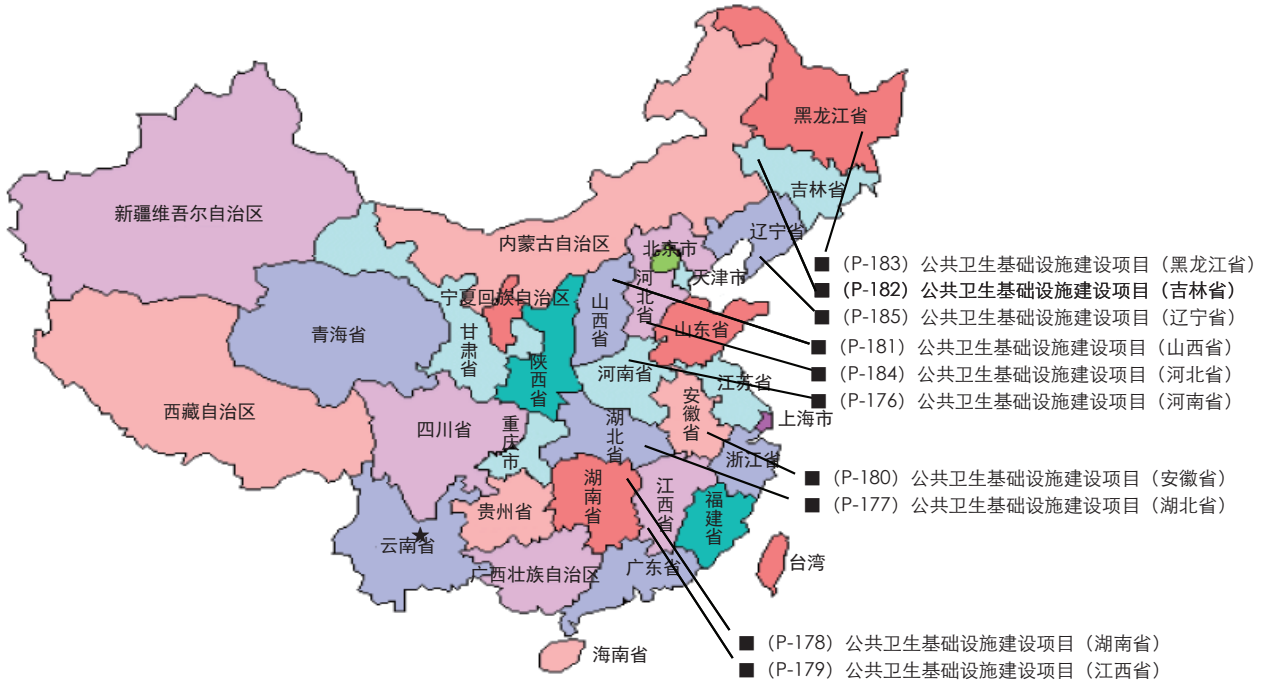 黑龙江省
吉林省
新疆维吾尔自治区
辽宁省
内蒙古自治区
北京市
■ (P-183) 公共卫生基础设施建设项目（黑龙江省）
天津市
■ (P-182) 公共卫生基础设施建设项目（吉林省）
宁夏回族自治区
河北省
山西省
■ (P-185) 公共卫生基础设施建设项目（辽宁省）
青海省
甘肃省
山东省
■ (P-181) 公共卫生基础设施建设项目（山西省）
陕西省
河南省
■ (P-184) 公共卫生基础设施建设项目（河北省）
江苏省
■ (P-176) 公共卫生基础设施建设项目（河南省）
西藏自治区
安徽省
上海市
四川省
重庆市
湖北省
浙江省
■ (P-180) 公共卫生基础设施建设项目（安徽省）
■ (P-177) 公共卫生基础设施建设项目（湖北省）
湖南省
江西省
福建省
贵州省
云南省
台湾
广西壮族自治区
广东省
■ (P-178) 公共卫生基础设施建设项目（湖南省）
海南省
■ (P-179) 公共卫生基础设施建设项目（江西省）